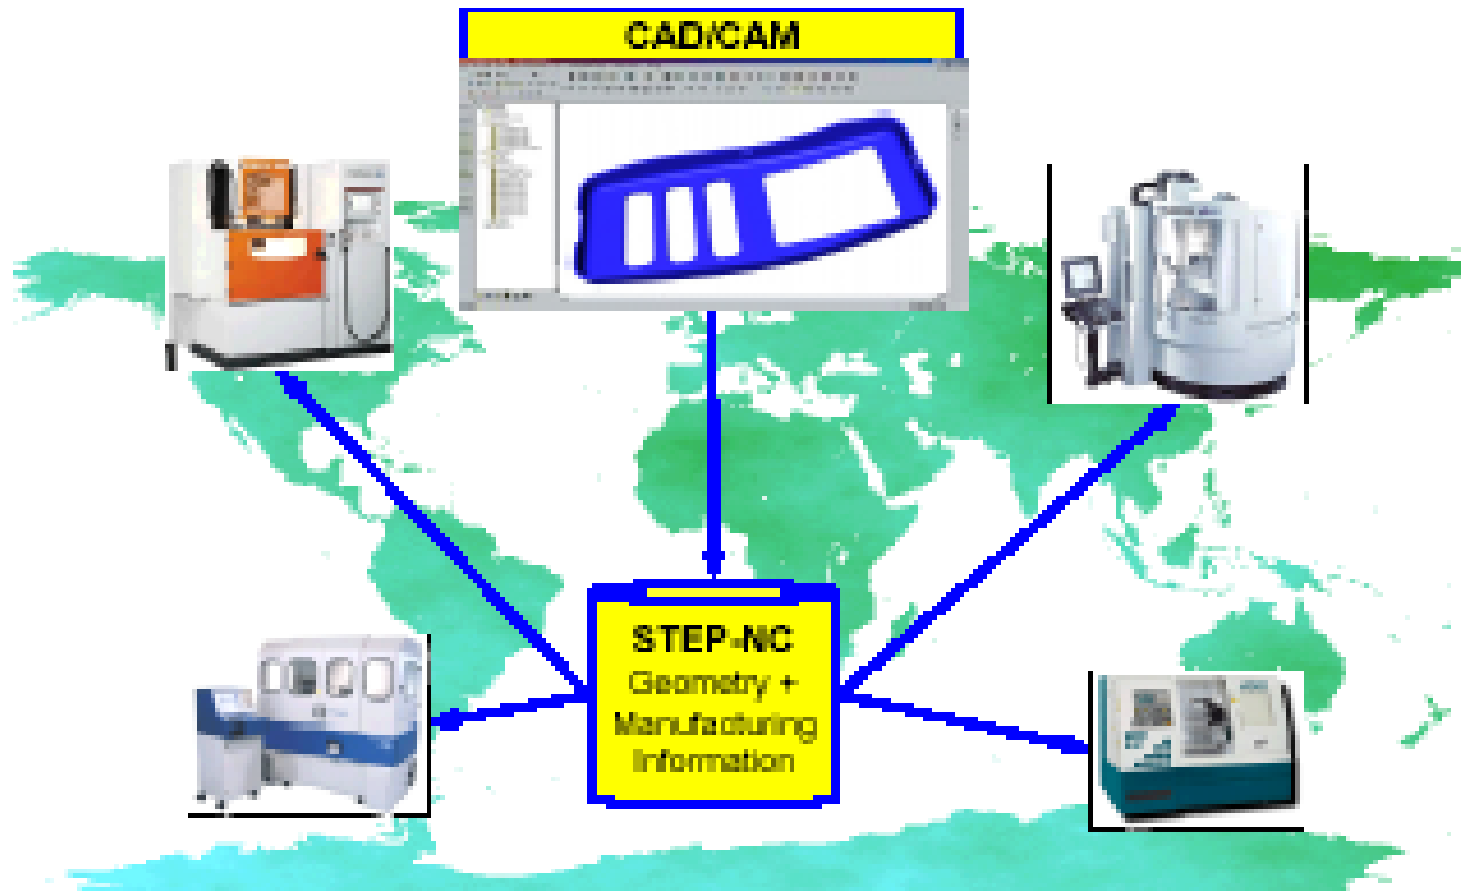 CAD/CAM
STEP-NC
Geometry +
Manufacturing
Information